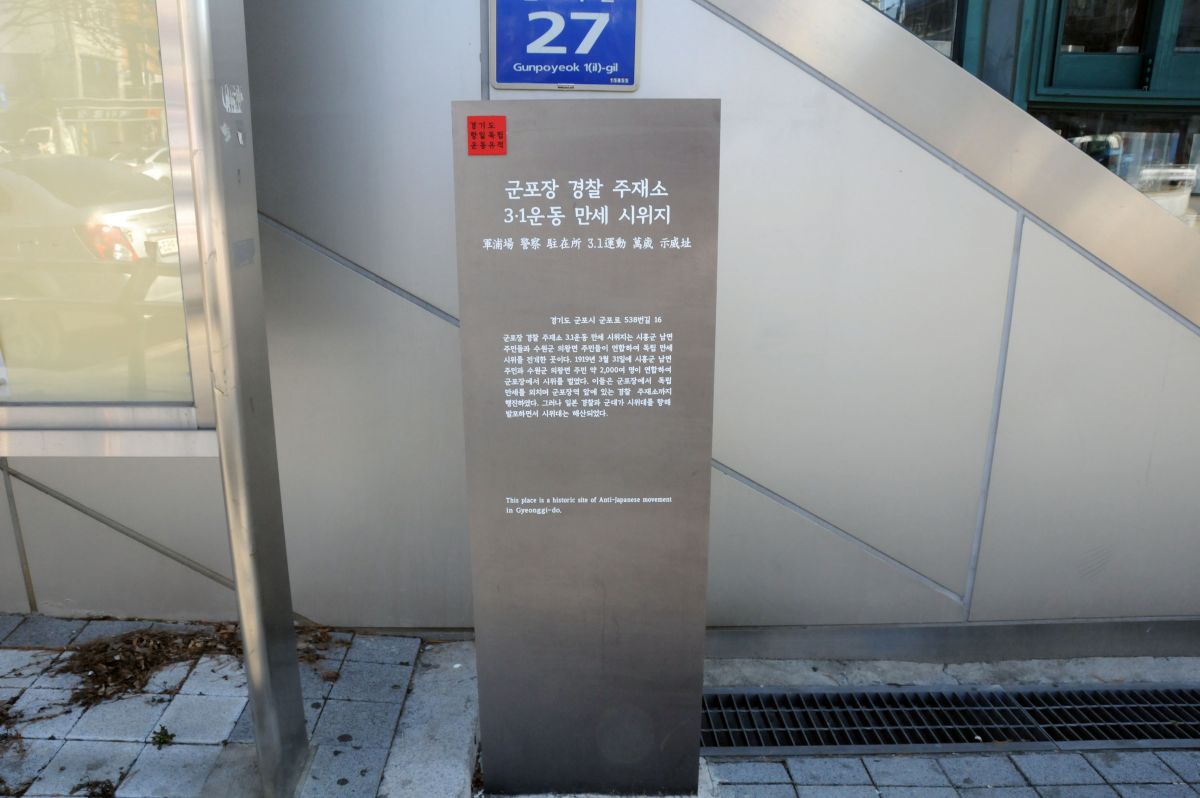 27
Gunpoyeok 1(il)-gil
15855
경기도
항일독립
운동유적
군포장 경찰 주재소
3·1운동 만세 시위지
軍浦場 警察 駐在所 3.1運動 萬歲 示威址
경기도 군포시 군포로 538번길 16
군포장 경찰 주재소 3.1운동 만세 시위지는 시흥군 남면
주민들과 수원군 의왕면 주민들이 연합하여 독립 만세
시위를 전개한 곳이다. 1919년 3월 31일에 시흥군 남면
주민과 수원군 의왕면 주민 약 2,000여 명이 연합하여
군포장에서 시위를 벌였다. 이들은 군포장에서 독립
만세를 외치며 군포장역 앞에 있는 경찰 주재소까지
행진하였다. 그러나 일본 경찰과 군대가 시위대를 향해
발포하면서 시위대는 해산되었다.
This place is a historic site of Anti-Japanese movement
in Gyeonggi-do.